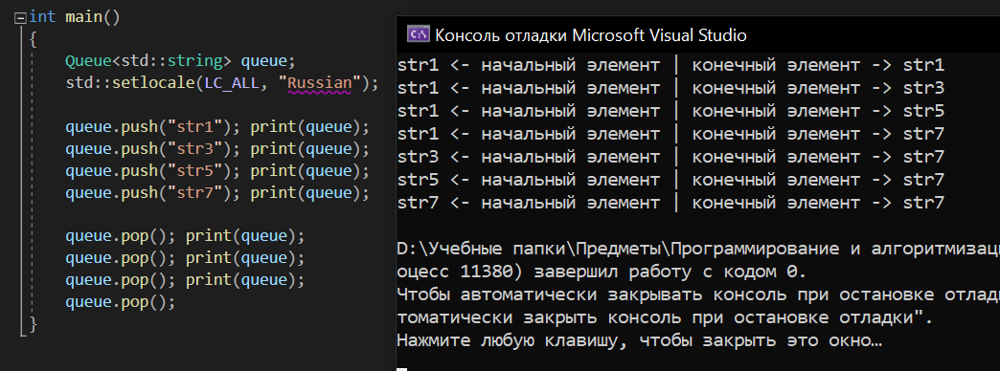 int main()
{
Queue<std::string> queue;
std::setlocale(LC_ALL, "Russian");
queue.push("str1"); print(queue);
queue.push("str3"); print(queue);
queue.push("str5"); print(queue);
queue.push("str7"); print(queue);
queue.pop(); print(queue);
queue.pop(); print(queue);
queue.pop(); print(queue);
queue.pop();
}
Консоль отладки Microsoft Visual Studio
str1 <- начальный элемент | конечный элемент -> str1
str1 <- начальный элемент | конечный элемент -> str3
str1 <- начальный элемент | конечный элемент -> str5
str1 <- начальный элемент | конечный элемент -> str7
str3 <- начальный элемент | конечный элемент -> str7
str5 <- начальный элемент | конечный элемент -> str7
str7 <- начальный элемент | конечный элемент -> str7
D:\Учебные папки\Предметы\Программирование и алгоритмизац
оцесс 11380) завершил работу с кодом 0.
Чтобы автоматически закрывать консоль при остановке отлад
томатически закрыть консоль при остановке отладки".
Нажмите любую клавишу, чтобы закрыть это окно…